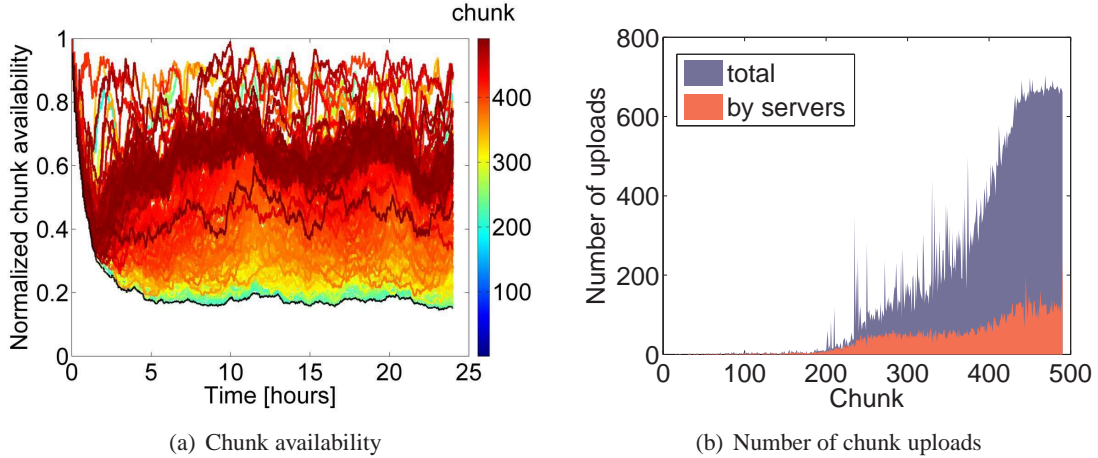 chunk
Normalized chunk availability
1
0.8
0.6
0.4
0.2
0
0 5 10 15 20 25
Time [hours]
400
300
200
100
(a) Chunk availability
Number of uploads
800
600
400
200
0
total
by servers
0 100 200 300 400 500
Chunk
(b) Number of chunk uploads